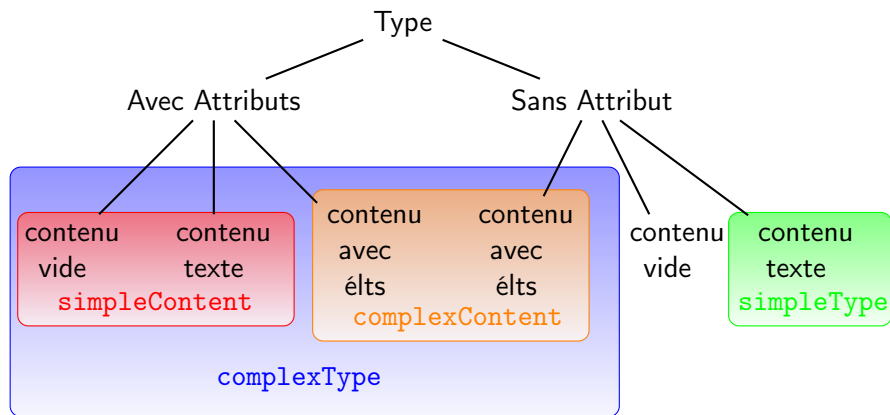 Type
Avec Attributs
Sans Attribut
contenu
vide
contenu
texte
simpleContent
contenu
avec
élts
contenu
avec
élts
complexContent
contenu
vide
contenu
texte
simpleType
complexType